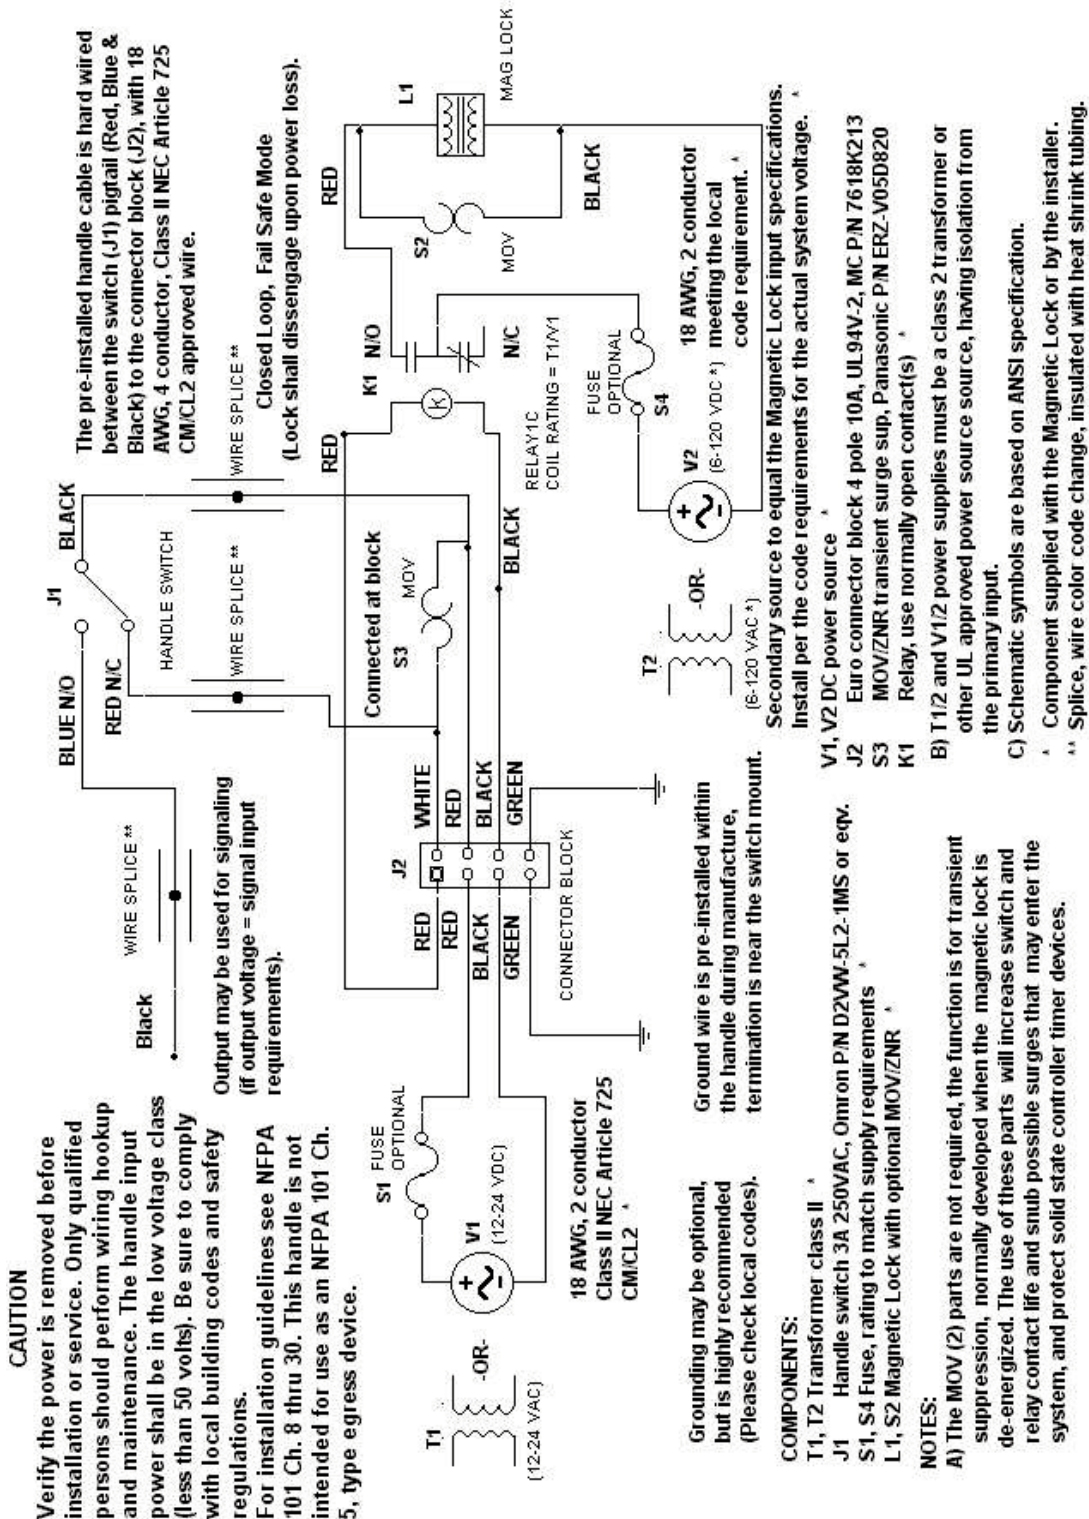 CAUTION
Verify the power is removed before
installation or service. Only qualified
persons should perform wiring hookup
and maintenance. The handle input
power shall be in the low voltage class
(less than 50 volts). Be sure to comply
with local building codes and safety
regulations.
For installation guidelines see NFPA
101 Ch. 8 thru 30. This handle is not
intended for use as an NFPA 101 Ch.
5, type egress device.
Black
WIRE SPLICE **
Output may be used for signaling
(if output voltage = signal input
requirements).
BLUE N/O
J1
BLACK
RED N/C
HANDLE SWITCH
WIRE SPLICE **
WIRE SPLICE **
The pre-installed handle cable is hard wired
between the switch (J1) pigtail (Red, Blue &
Black) to the connector block (J2), with 18
AWG, 4 conductor, Class II NEC Article 725
CM/CL2 approved wire.
Closed Loop, Fail Safe Mode
(Lock shall dissengage upon power loss).
T1
(12-24 VAC)
-OR-
V1
(12-24 VDC)
S1
FUSE
OPTIONAL
18 AWG, 2 conductor
Class II NEC Article 725
CM/CL2 *
RED
RED
BLACK
GREEN
J2
CONNECTOR BLOCK
WHITE
RED
BLACK
GREEN
Connected at block
S3
MOV
BLACK
RED
K1
N/O
k
N/C
RELAY1C
COIL RATING = T1/V1
RED
S2
MOV
L1
MAG LOCK
BLACK
Grounding may be optional,
but is highly recommended
(Please check local codes).
Ground wire is pre-installed within
the handle during manufacture,
termination is near the switch mount.
T2
(6-120 VAC *)
-OR-
V2
(6-120 VDC *)
FUSE
OPTIONAL
S4
18 AWG, 2 conductor
meeting the local
code requirement. *
Secondary source to equal the Magnetic Lock input specifications.
Install per the code requirements for the actual system voltage. *
COMPONENTS:
T1, T2 Transformer class II *
J1 Handle switch 3A 250VAC, Omron P/N D2VW-5L2-1MS or eqv.
S1, S4 Fuse, rating to match supply requirements *
L1, S2 Magnetic Lock with optional MOV/ZNR *
V1, V2 DC power source *
J2 Euro connector block 4 pole 10A, UL94V-2, MC P/N 7618K213
S3 MOV/ZNR transient surge sup, Panasonic P/N ERZ-V05D820
K1 Relay, use normally open contact(s) *
NOTES:
A) The MOV (2) parts are not required, the function is for transient
suppression, normally developed when the magnetic lock is
de-energized. The use of these parts will increase switch and
relay contact life and snub possible surges that may enter the
system, and protect solid state controller timer devices.
B) T1/2 and V1/2 power supplies must be a class 2 transformer or
other UL approved power source source, having isolation from
the primary input.
C) Schematic symbols are based on ANSI specification.
* Component supplied with the Magnetic Lock or by the installer.
** Splice, wire color code change, insulated with heat shrink tubing.